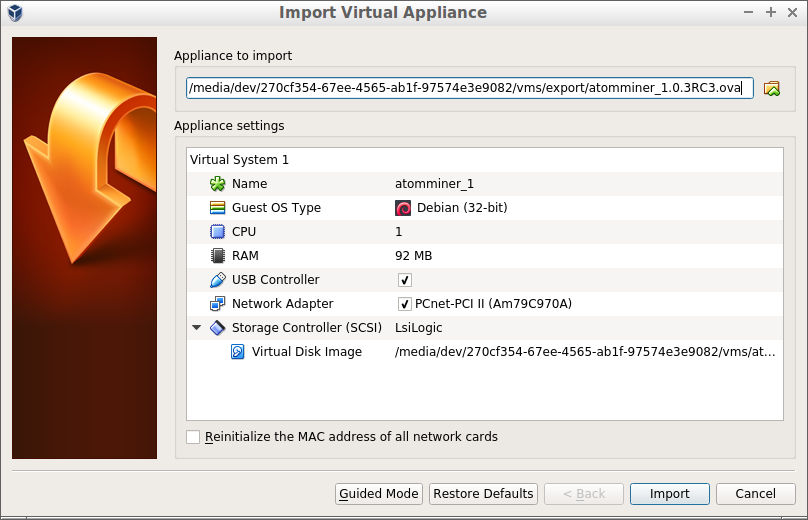 Import Virtual Appliance
Appliance to import
/media/dev/270cf354-67ee-4565-ab1f-97574e3e9082/vms/export/atomminer_1.0.3RC3.ova
Appliance settings
Virtual System 1
Name atomminer_1
Guest OS Type Debian (32-bit)
CPU 1
RAM 92 MB
USB Controller
Network Adapter PCnet-PCI II (Am79C970A)
Storage Controller (SCSI) LsiLogic
Virtual Disk Image /media/dev/270cf354-67ee-4565-ab1f-97574e3e9082/vms/at...
Reinitialize the MAC address of all network cards
Guided Mode Restore Defaults < Back Import Cancel